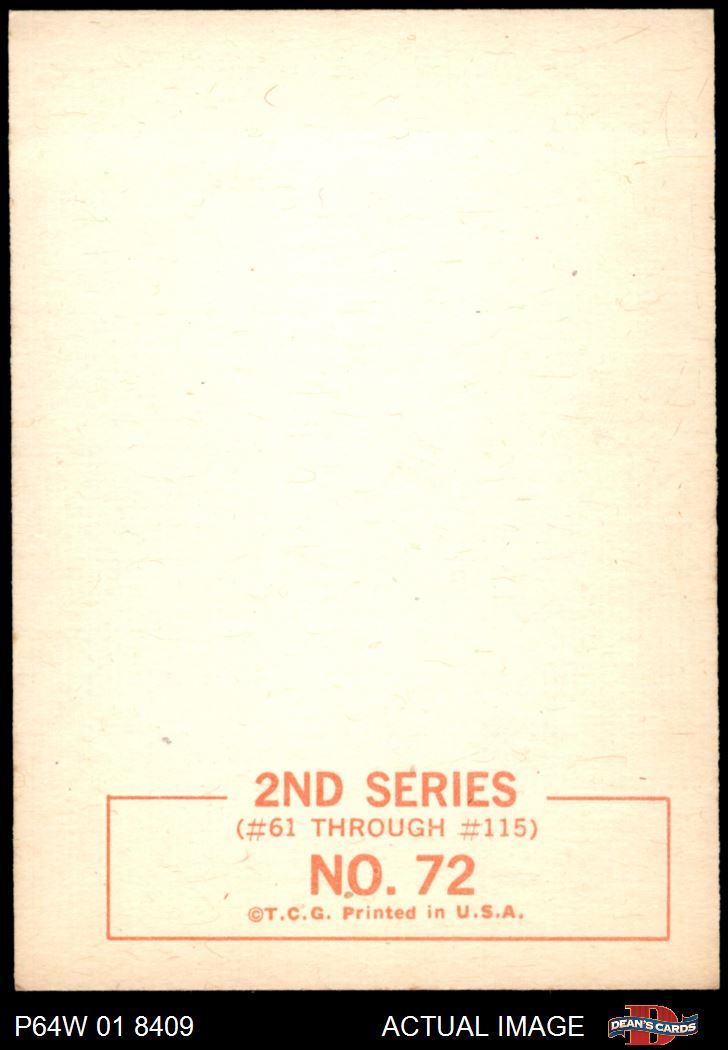 2ND SERIES
(#61 THROUGH #115)
NO. 72
©T.C.G. Printed in U.S.A.
P64W 01 8409
ACTUAL IMAGE
D
DEAN'S CARDS